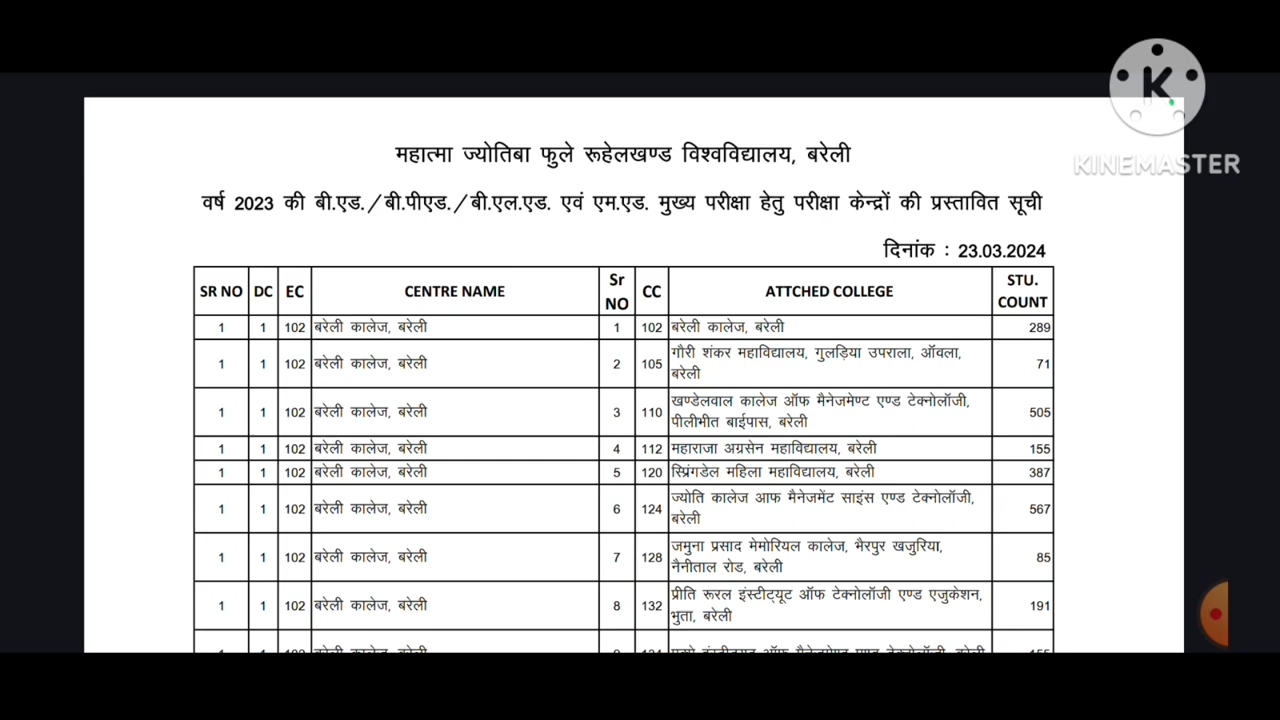 महात्मा ज्योतिबा फुले रूहेलखण्ड विश्वविद्यालय, बरेली
वर्ष 2023 की बी.एड./बी.पीएड./बी.एल.एड. एवं एम.एड. मुख्य परीक्षा हेतु परीक्षा केन्द्रों की प्रस्तावित सूची
दिनांक : 23.03.2024
SR NO DC EC CENTRE NAME Sr NO CC ATTCHED COLLEGE STU. COUNT
1 1 102 बरेली कालेज, बरेली 1 102 बरेली कालेज, बरेली 289
1 1 102 बरेली कालेज, बरेली 2 105 गौरी शंकर महाविद्यालय, गुलड़िया उपराला, ऑवला, बरेली 71
1 1 102 बरेली कालेज, बरेली 3 110 खण्डेलवाल कालेज ऑफ मैनेजमेण्ट एण्ड टेक्नोलॉजी, पीलीभीत बाईपास, बरेली 505
1 1 102 बरेली कालेज, बरेली 4 112 महाराजा अग्रसेन महाविद्यालय, बरेली 155
1 1 102 बरेली कालेज, बरेली 5 120 स्प्रिंगडेल महिला महाविद्यालय, बरेली 387
1 1 102 बरेली कालेज, बरेली 6 124 ज्योति कालेज आफ मैनेजमेंट साइंस एण्ड टेक्नोलॉजी, बरेली 567
1 1 102 बरेली कालेज, बरेली 7 128 जमुना प्रसाद मेमोरियल कालेज, भैरपुर खजुरिया, नैनीताल रोड, बरेली 85
1 1 102 बरेली कालेज, बरेली 8 132 प्रीति रूरल इंस्टीट्यूट ऑफ टेक्नोलॉजी एण्ड एजुकेशन, भुता, बरेली 191
KINEMASTER